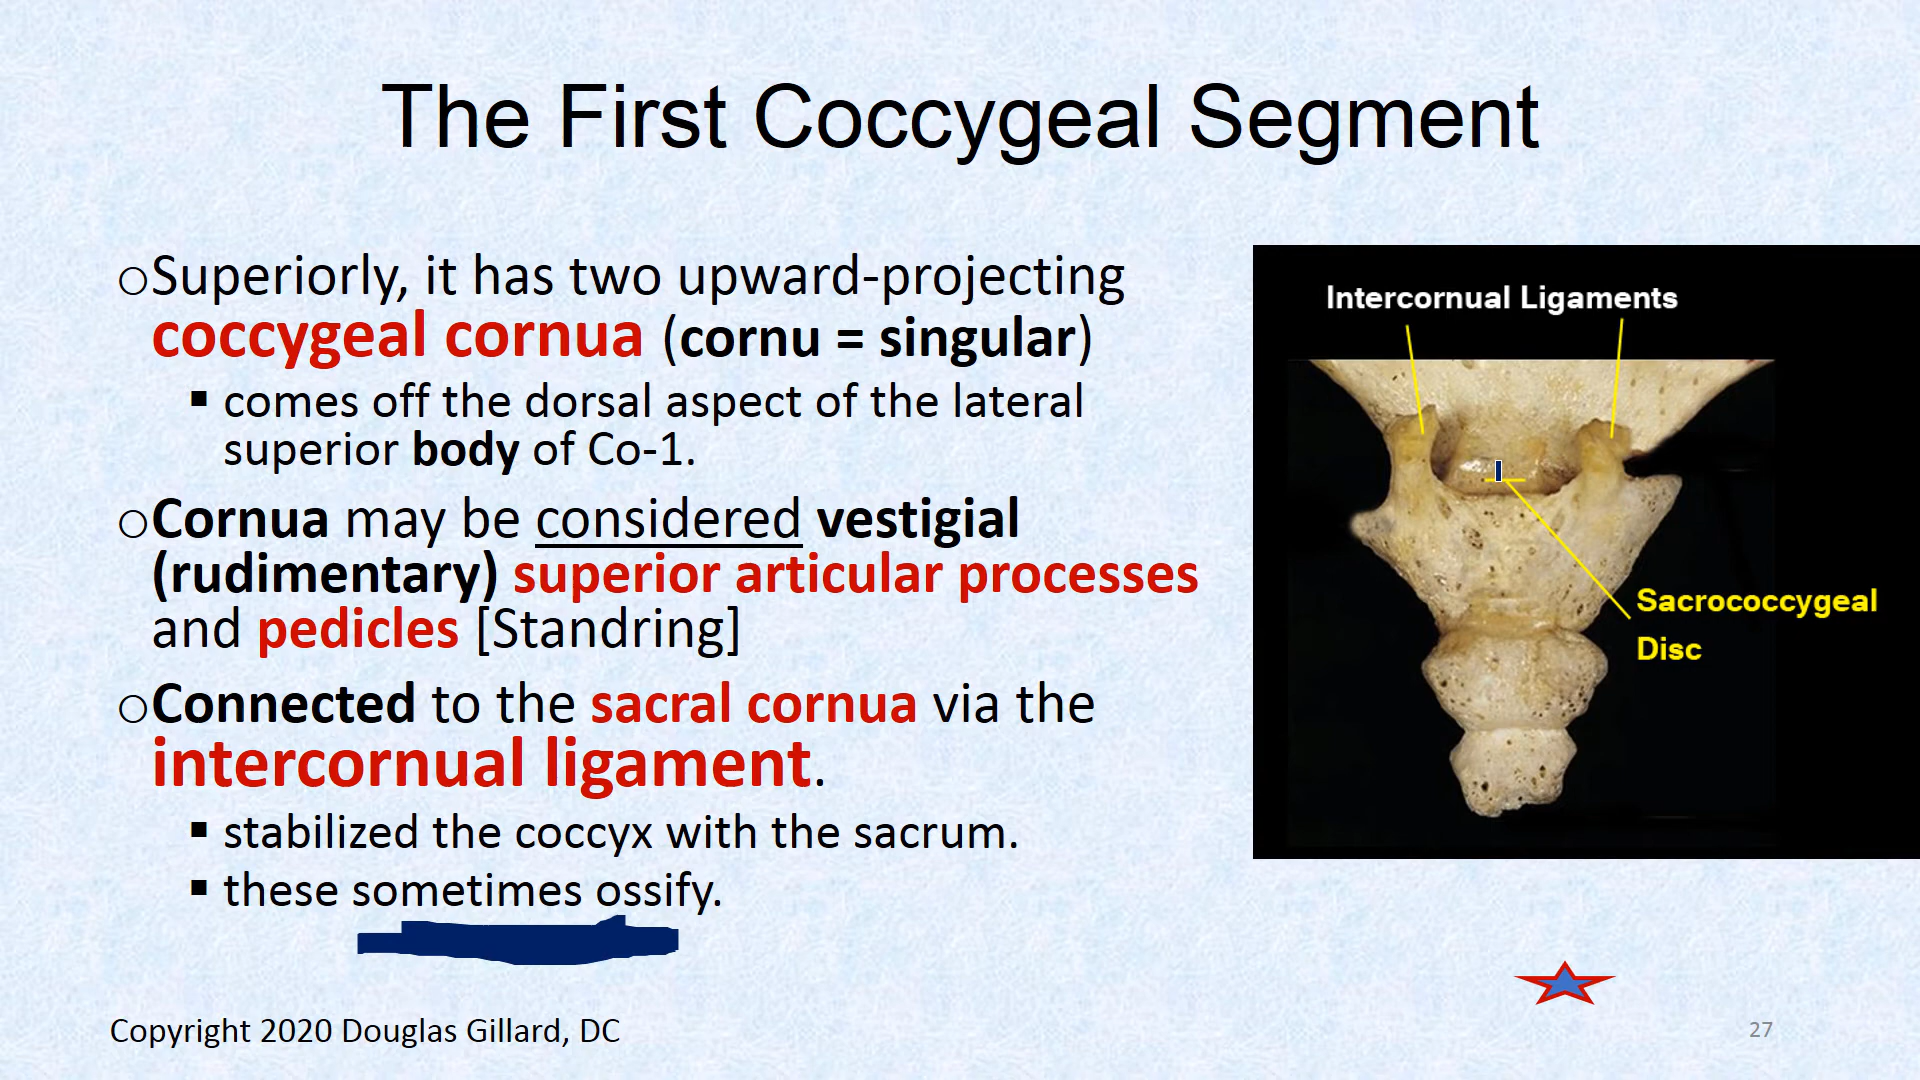 The First Coccygeal Segment
Superiorly, it has two upward-projecting
coccygeal cornua (cornu = singular)
comes off the dorsal aspect of the lateral
superior body of Co-1.
Cornua may be considered vestigial
(rudimentary) superior articular processes
and pedicles [Standring]
Connected to the sacral cornua via the
intercornual ligament.
stabilized the coccyx with the sacrum.
these sometimes ossify.
Intercornual Ligaments
Sacrococcygeal
Disc
Copyright 2020 Douglas Gillard, DC
27